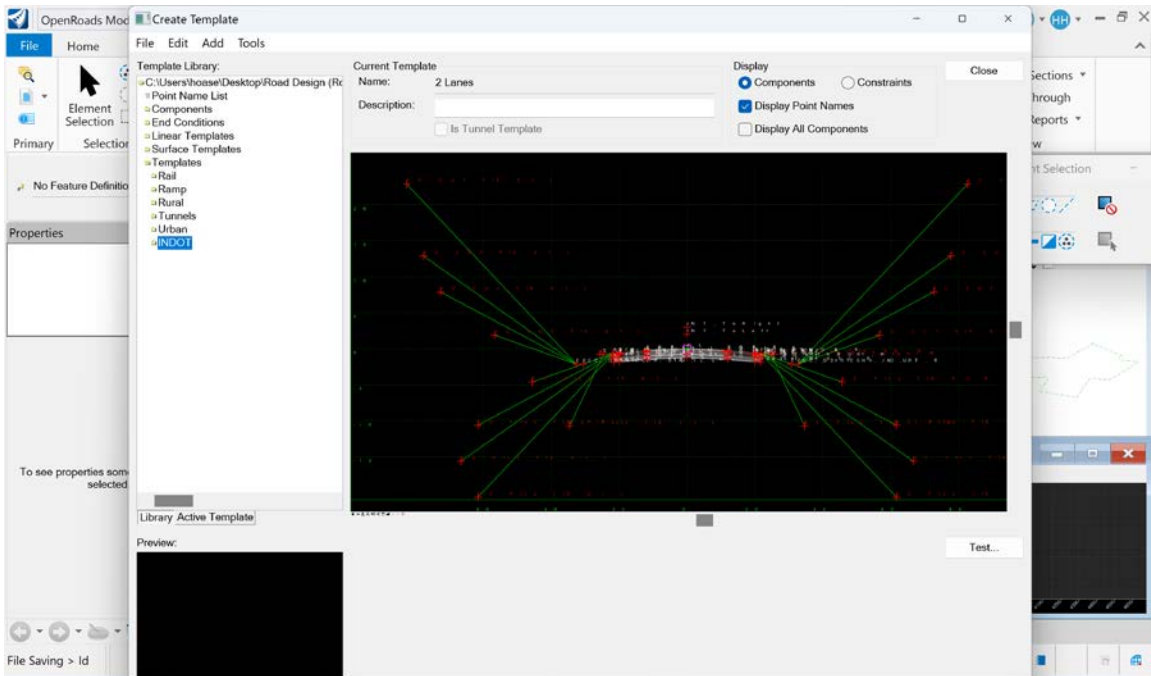 OpenRoads Mod
Create Template
HH
File Home
File Edit Add Tools
Template Library:
C:\Users\hoase\Desktop\Road Design (Ro
Point Name List
Components
End Conditions
Linear Templates
Surface Templates
Templates
Rail
Ramp
Rural
Tunnels
Urban
INDOT
Current Template
Name: 2 Lanes
Description:
Is Tunnel Template
Display
Components Constraints
Display Point Names
Display All Components
Close
Element
Selection
Primary Selection
No Feature Definitio
Properties
To see properties som
selected
Library Active Template
Preview:
Test...
Sections
hrough
Reports
w
nt Selection
File Saving > Id